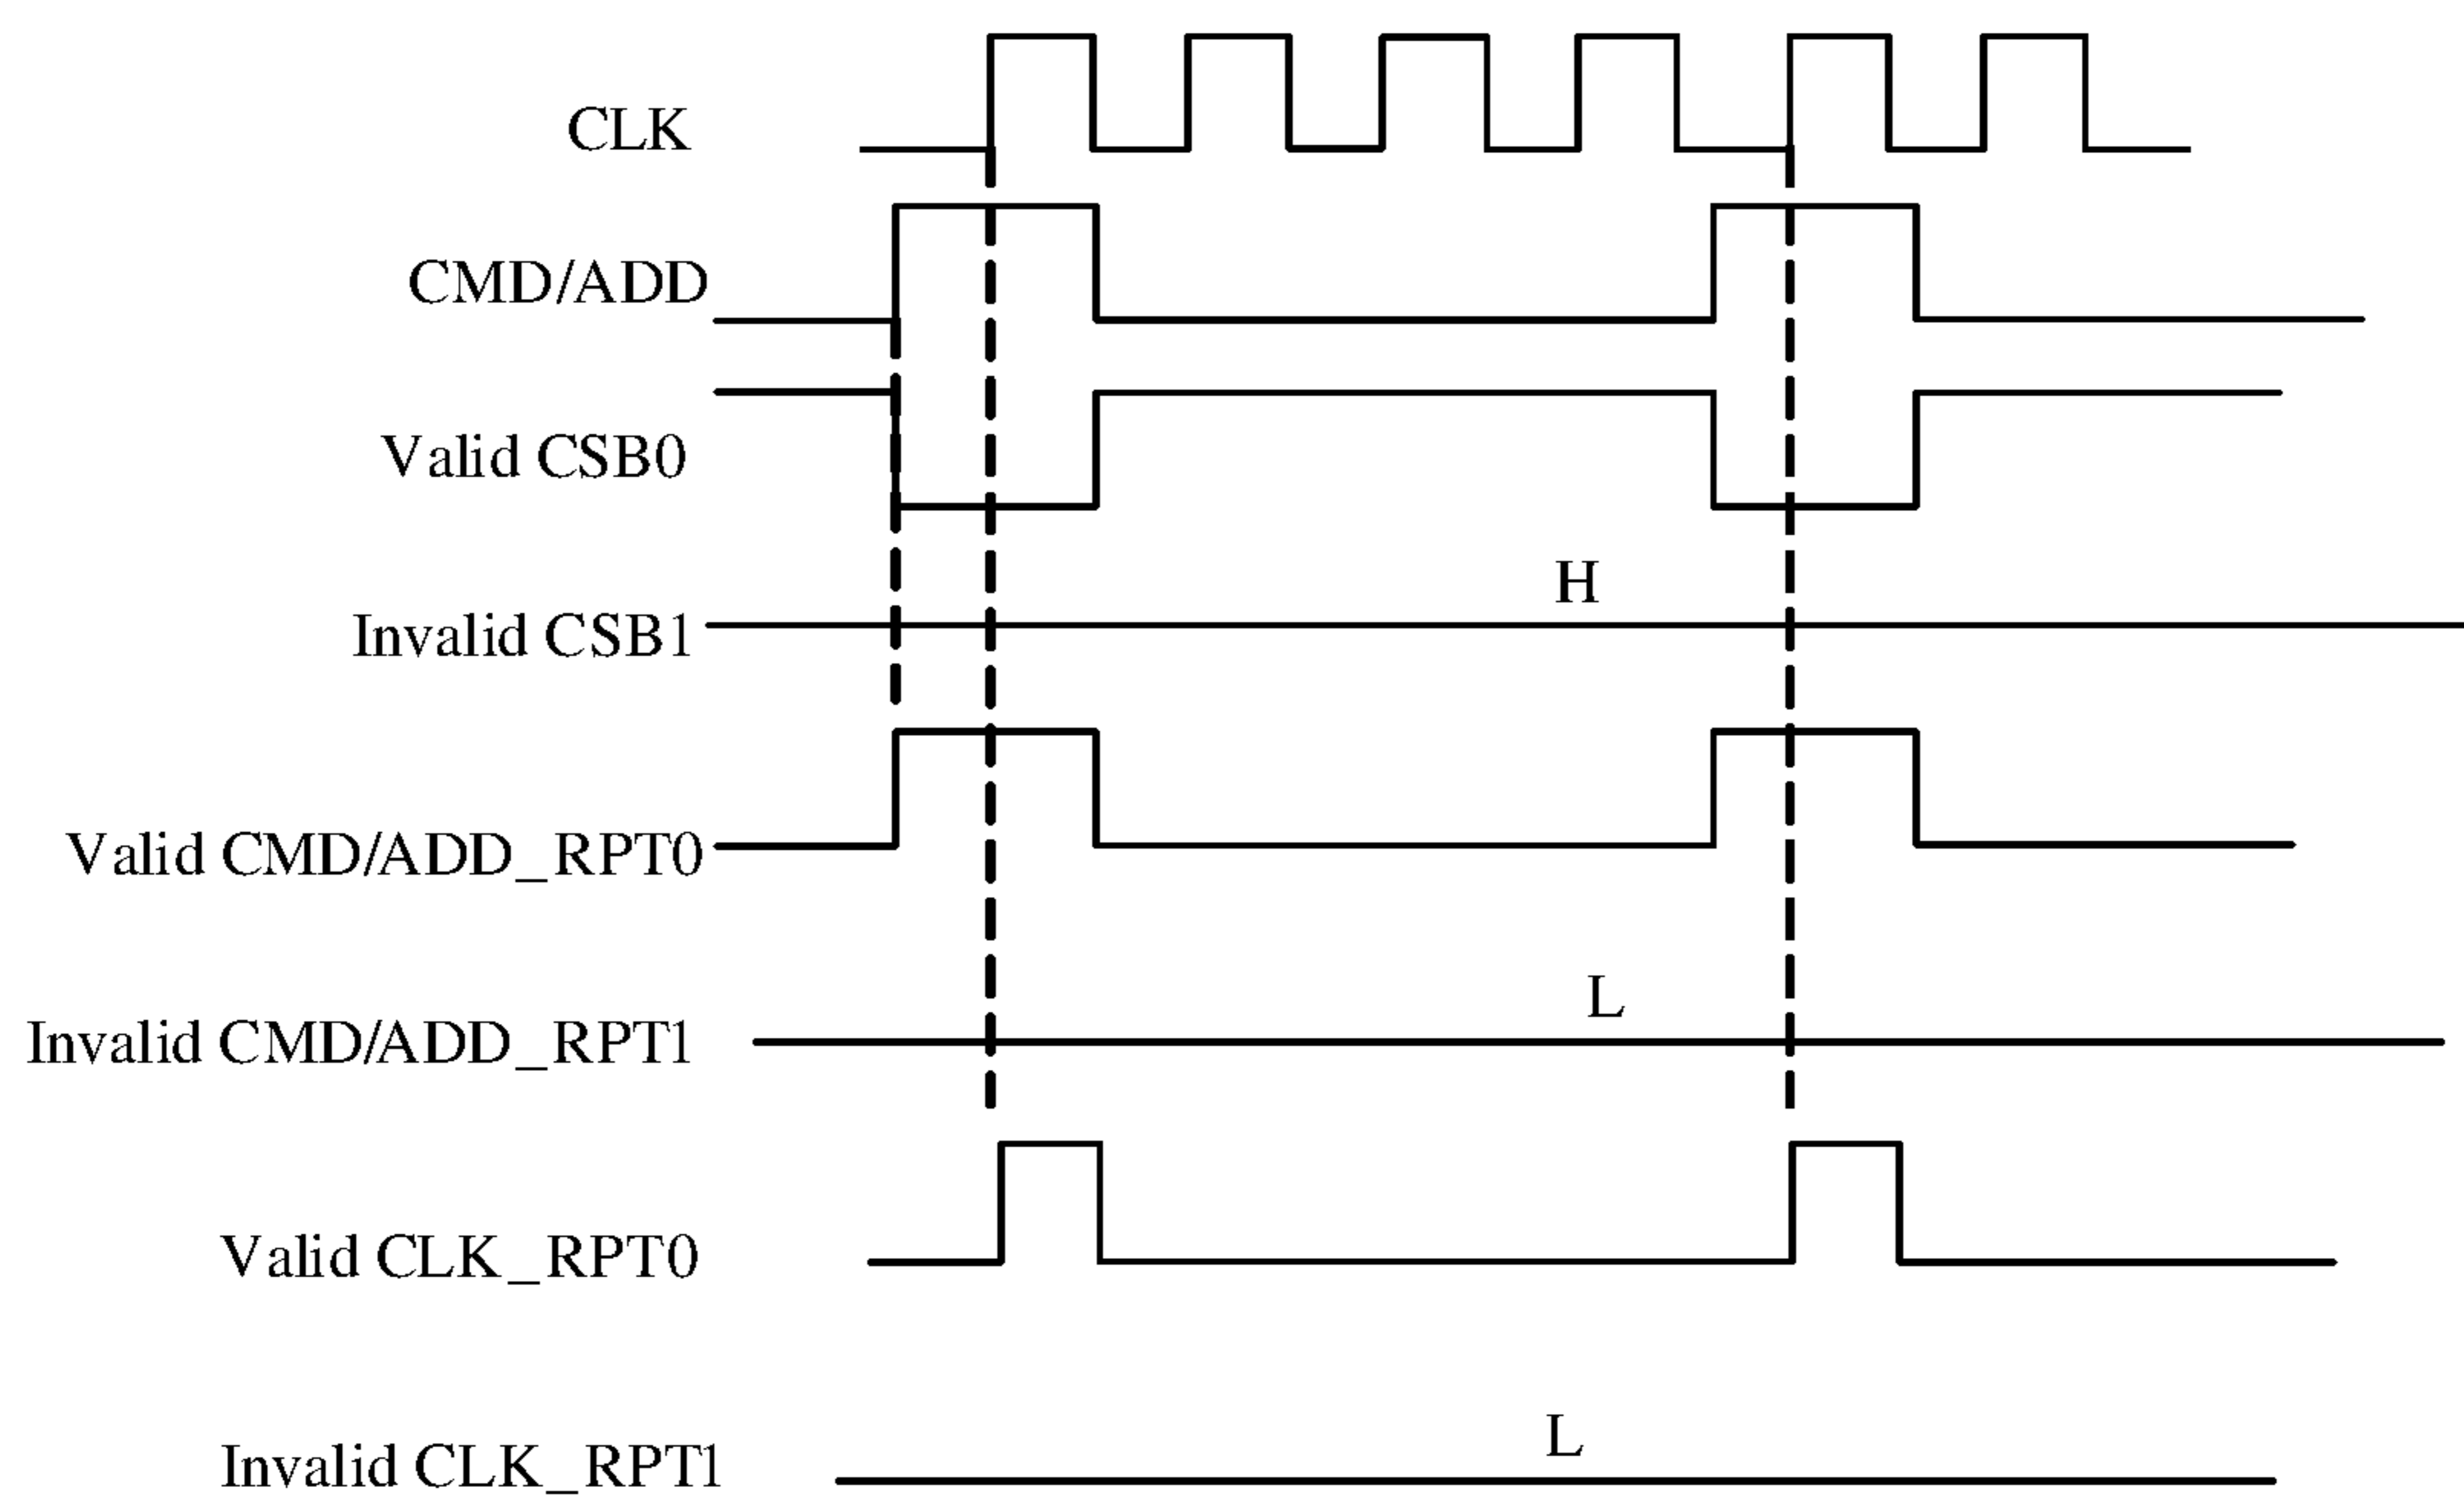 CLK
CMD/ADD
Valid CSB0
H
Invalid CSB1
Valid CMD/ADD_RPT0
L
Invalid CMD/ADD_RPT1
Valid CLK_RPT0
L
Invalid CLK_RPT1